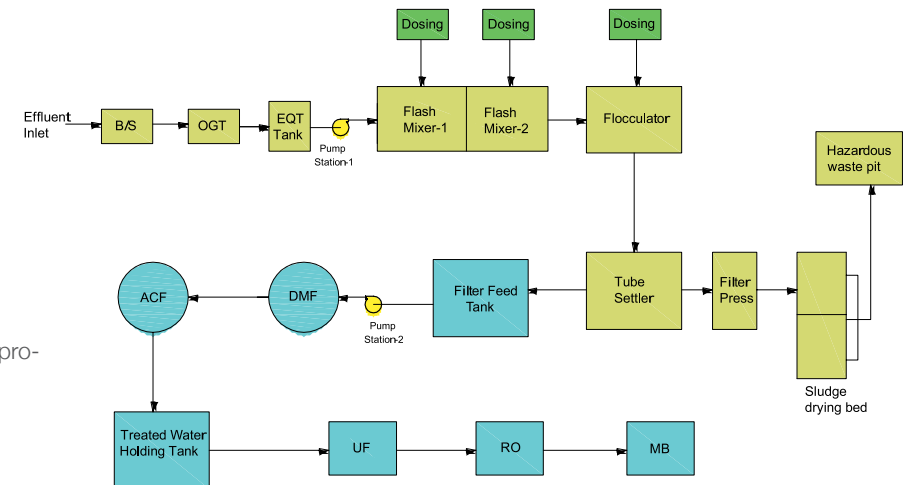 Dosing
Dosing
Dosing
Effluent
Inlet
B/S
OGT
EQT
Tank
Pump
Station-1
Flash
Mixer-1
Flash
Mixer-2
Flocculator
Hazardous
waste pit
ACF
DMF
Pump
Station-2
Filter Feed
Tank
Tube
Settler
Filter
Press
Sludge
drying bed
pro-
Treated Water
Holding Tank
UF
RO
MB